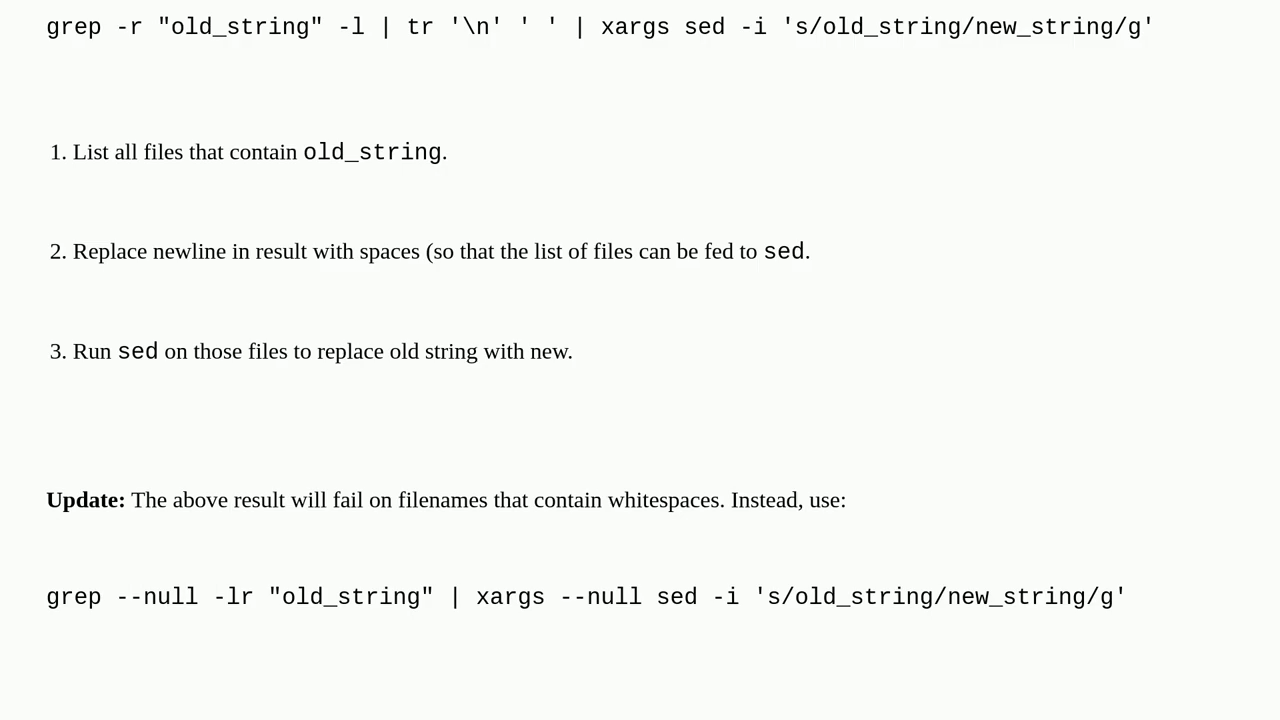 grep -r "old_string" -l | tr '\n' ' ' | xargs sed -i 's/old_string/new_string/g'
1. List all files that contain old_string.
2. Replace newline in result with spaces (so that the list of files can be fed to sed.
3. Run sed on those files to replace old string with new.
Update: The above result will fail on filenames that contain whitespaces. Instead, use:
grep --null -lr "old_string" | xargs --null sed -i 's/old_string/new_string/g'